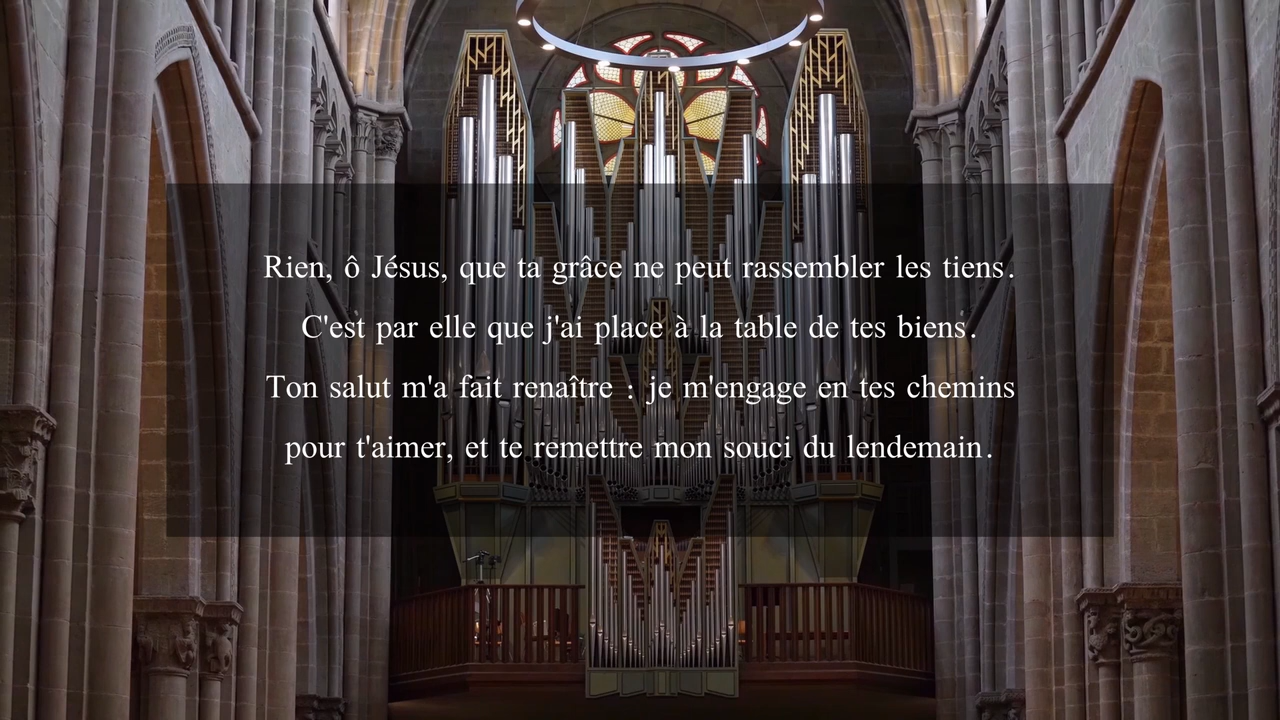 Rien, ô Jésus, que ta grâce ne peut rassembler les tiens.
C'est par elle que j'ai place à la table de tes biens.
Ton salut m'a fait renaître : je m'engage en tes chemins
pour t'aimer, et te remettre mon souci du lendemain.